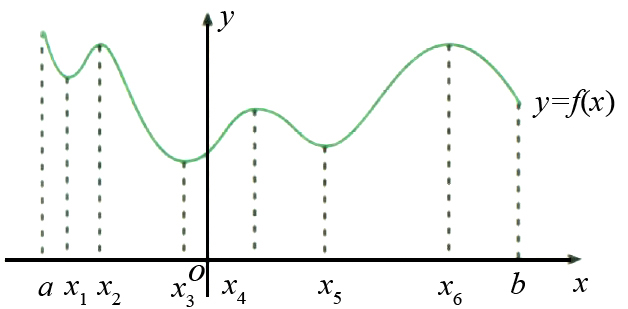 y
y=f(x)
O
a x₁ x₂ x₃ x₄ x₅ x₆ b x